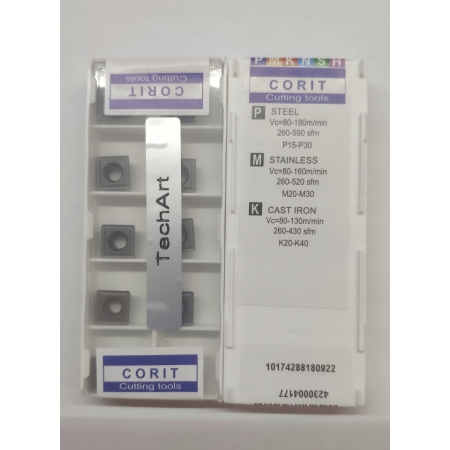 CORIT
Cutting tools
TechArt
CORIT
Cutting tools
P M K N S H
CORIT
Cutting tools
P STEEL
Vc=80-180m/min
260-590 sfm
P15-P30
M STAINLESS
Vc=80-160m/min
260-520 sfm
M20-M30
K CAST IRON
Vc=80-130m/min
260-430 sfm
K20-K40
10174288180922
4230004177